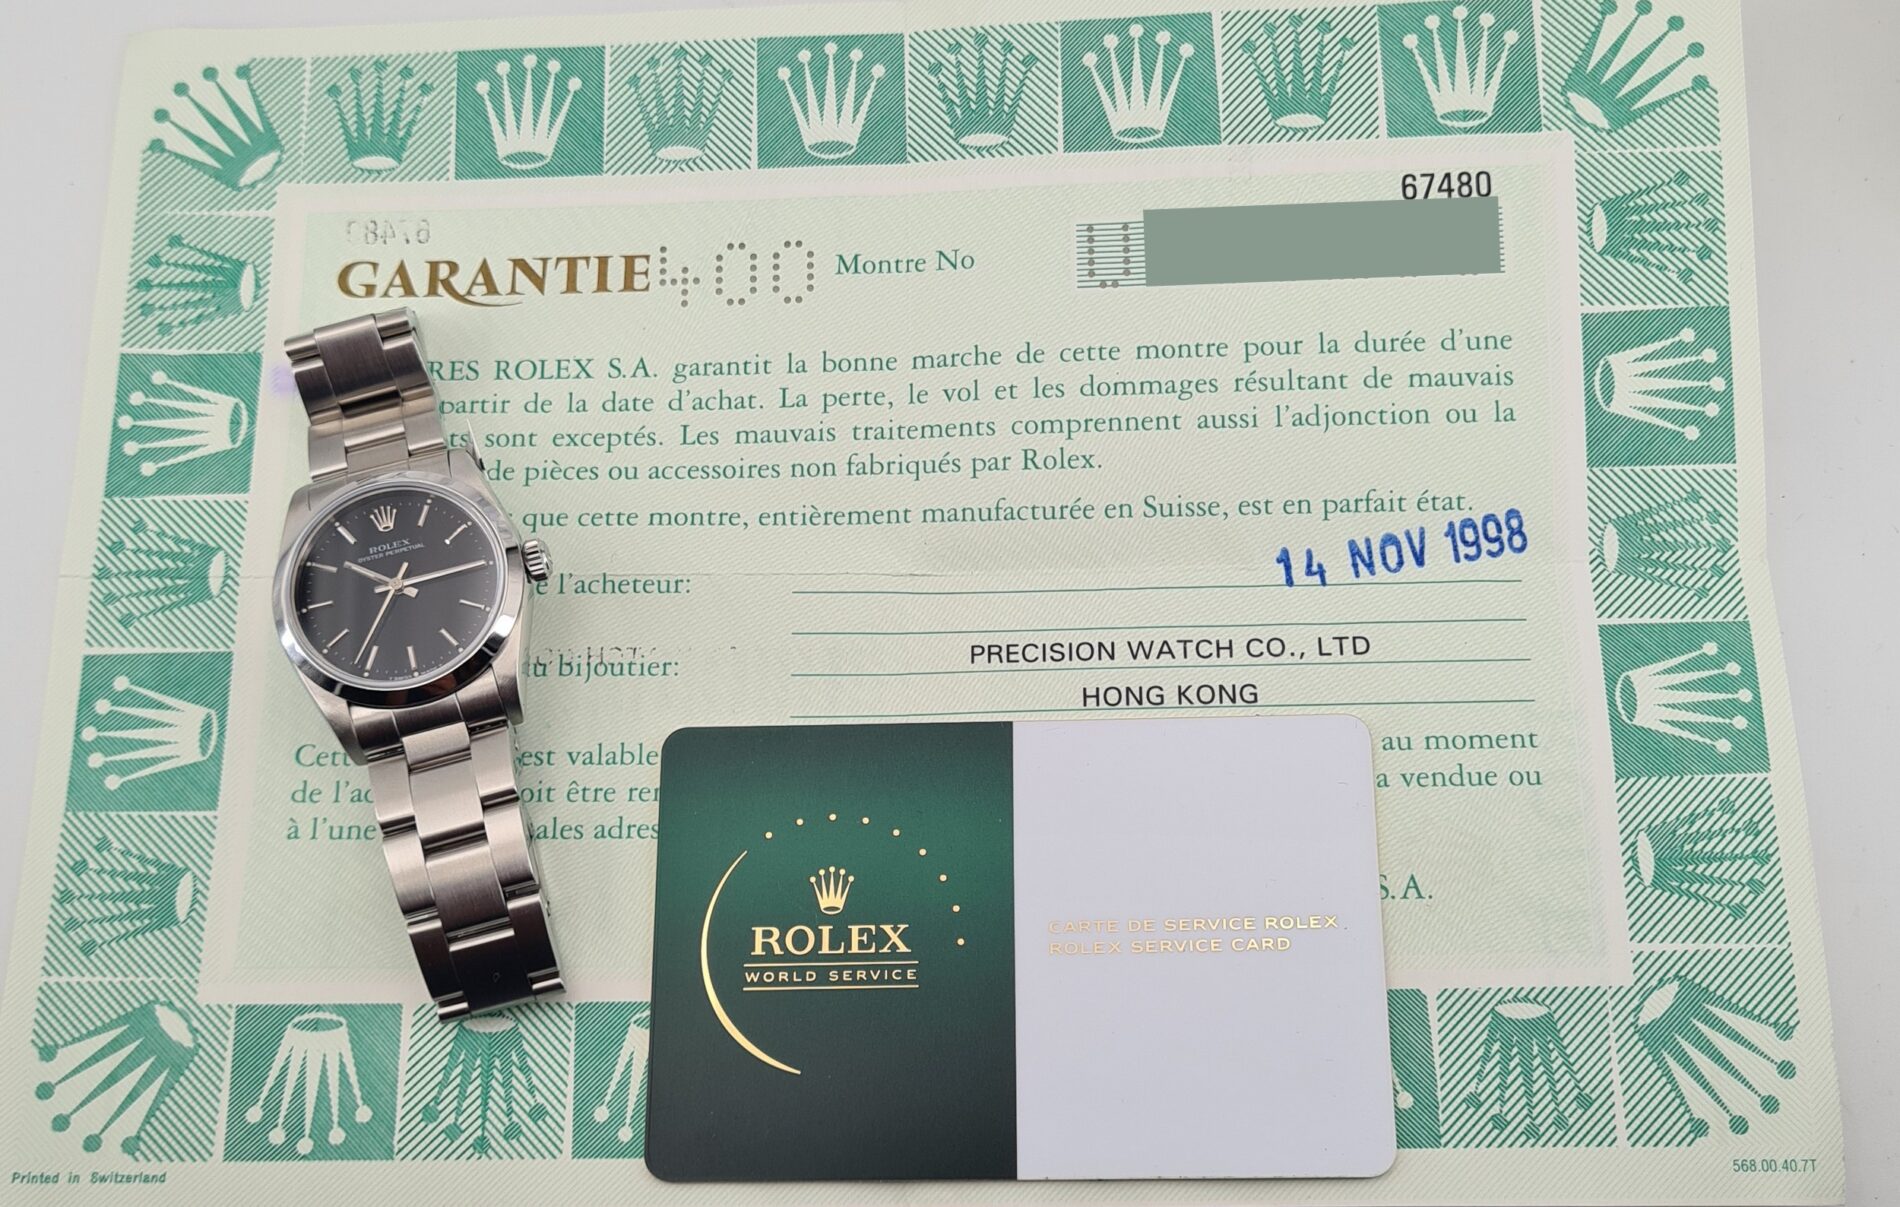 67480
GARANTIE 400 Montre No U
RES ROLEX S.A. garantit la bonne marche de cette montre pour la durée d'une
partir de la date d'achat. La perte, le vol et les dommages résultant de mauvais
ts sont exceptés. Les mauvais traitements comprennent aussi l'adjonction ou la
de pièces ou accessoires non fabriqués par Rolex.
que cette montre, entièrement manufacturée en Suisse, est en parfait état.
14 NOV 1998
l'acheteur:
PRECISION WATCH CO., LTD
bijoutier:
HONG KONG
est valable au moment
de l'ac oit être rer a vendue ou
à l'une ales adres
S.A.
ROLEX
OYSTER PERPETUAL
ROLEX
WORLD SERVICE
CARTE DE SERVICE ROLEX
ROLEX SERVICE CARD
Printed in Switzerland
568.00.40.7T